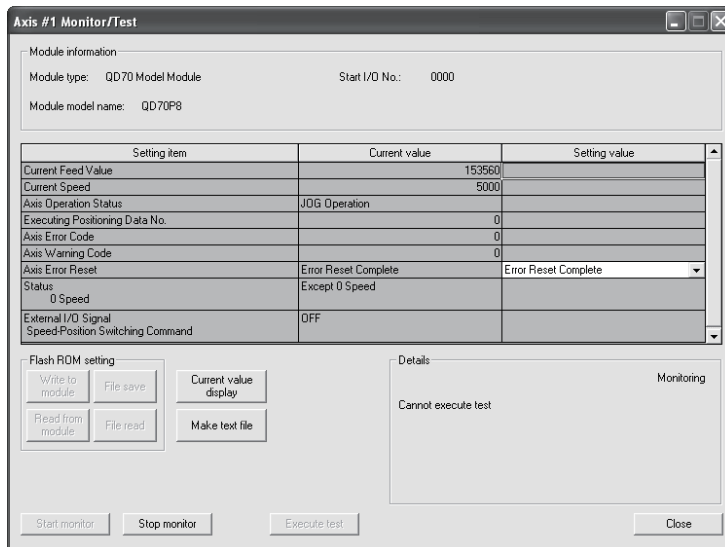 Axis #1 Monitor/Test
Module information
Module type: QD70 Model Module Start I/O No.: 0000
Module model name: QD70P8
Setting item Current value Setting value
Current Feed Value 153560
Current Speed 5000
Axis Operation Status JOG Operation
Executing Positioning Data No. 0
Axis Error Code 0
Axis Warning Code 0
Axis Error Reset Error Reset Complete Error Reset Complete
Status Except 0 Speed
0 Speed
External I/O Signal OFF
Speed-Position Switching Command
Flash ROM setting
Write to
module
File save
Read from
module
File read
Current value
display
Make text file
Details
Monitoring
Cannot execute test
Start monitor Stop monitor Execute test Close